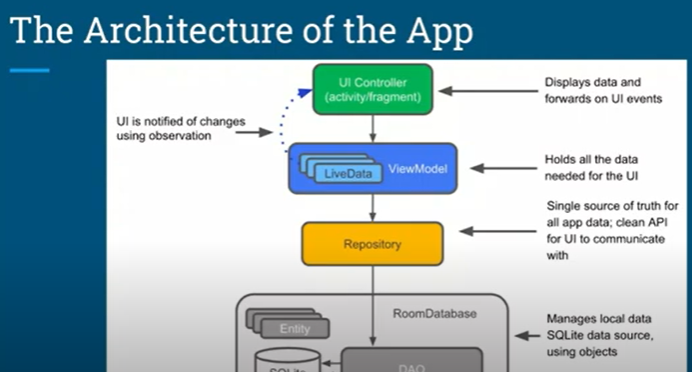 The Architecture of the App
UI Controller
(activity/fragment)
Displays data and
forwards on UI events
UI is notified of changes
using observation
LiveData
ViewModel
Holds all the data
needed for the UI
Repository
Single source of truth for
all app data; clean API
for UI to communicate
with
RoomDatabase
Entity
Manages local data
SQLite data source,
using objects
SQLite
DAO